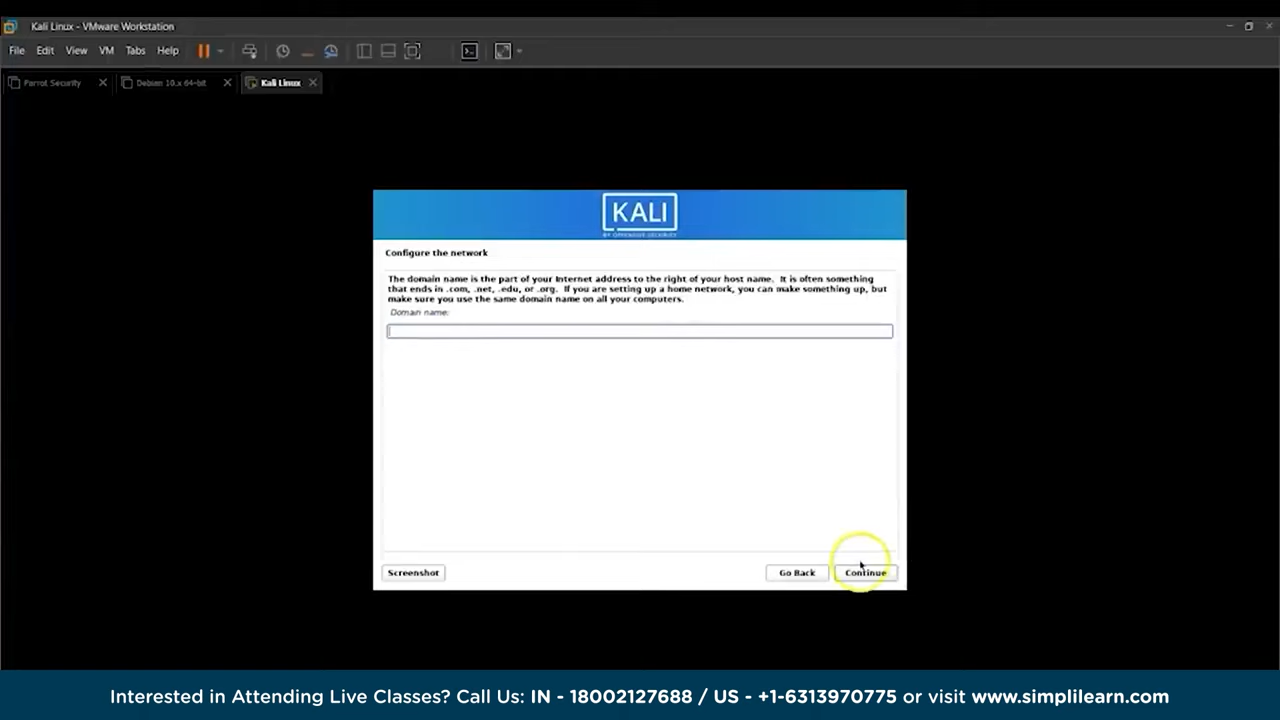 Kali Linux - VMware Workstation
File Edit View VM Tabs Help
Parrot Security Debian 10.x 64-bit Kali Linux
KALI
BY OFFENSIVE SECURITY
Configure the network
The domain name is the part of your Internet address to the right of your host name. It is often something
that ends in .com, .net, .edu, or .org. If you are setting up a home network, you can make something up, but
make sure you use the same domain name on all your computers.
Domain name:
Screenshot Go Back Continue
Interested in Attending Live Classes? Call Us: IN - 18002127688 / US - +1-6313970775 or visit www.simplilearn.com